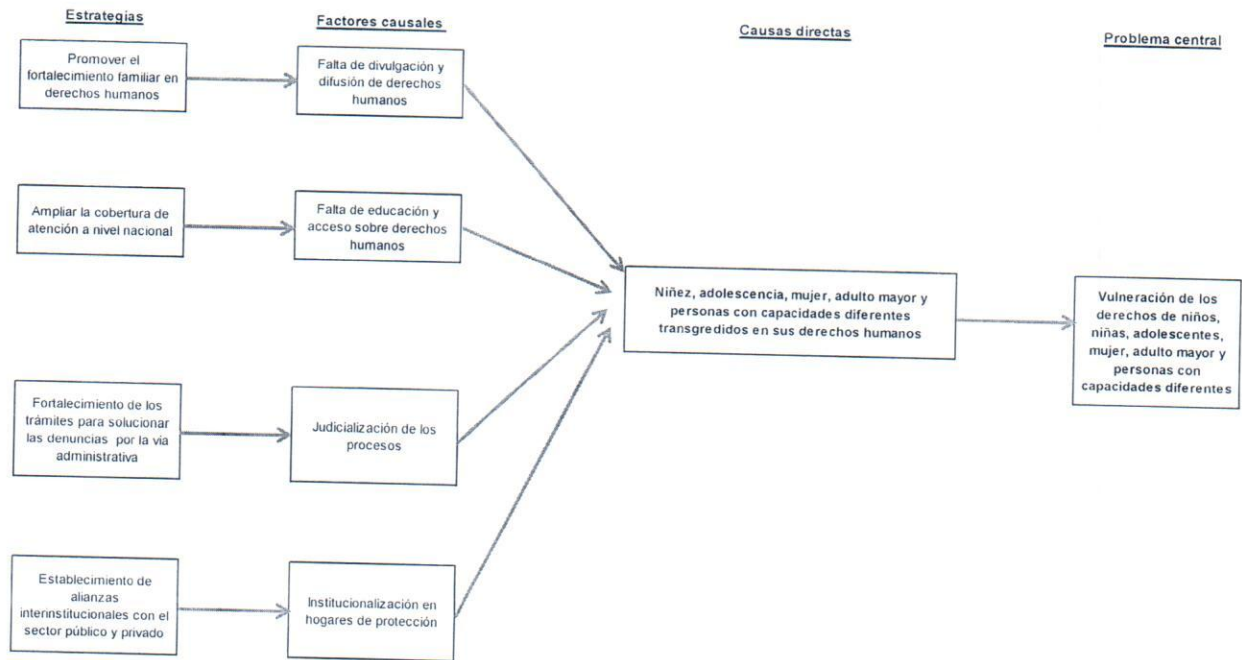 Estrategias
Factores causales
Causas directas
Problema central
Promover el
fortalecimiento familiar en
derechos humanos
Falta de divulgación y
difusión de derechos
humanos
Ampliar la cobertura de
atención a nivel nacional
Falta de educación y
acceso sobre derechos
humanos
Niñez, adolescencia, mujer, adulto mayor y
personas con capacidades diferentes
transgredidos en sus derechos humanos
Vulneración de los
derechos de niños,
niñas, adolescentes,
mujer, adulto mayor y
personas con
capacidades diferentes
Fortalecimiento de los
trámites para solucionar
las denuncias por la vía
administrativa
Judicialización de los
procesos
Establecimiento de
alianzas
interinstitucionales con el
sector público y privado
Institucionalización en
hogares de protección